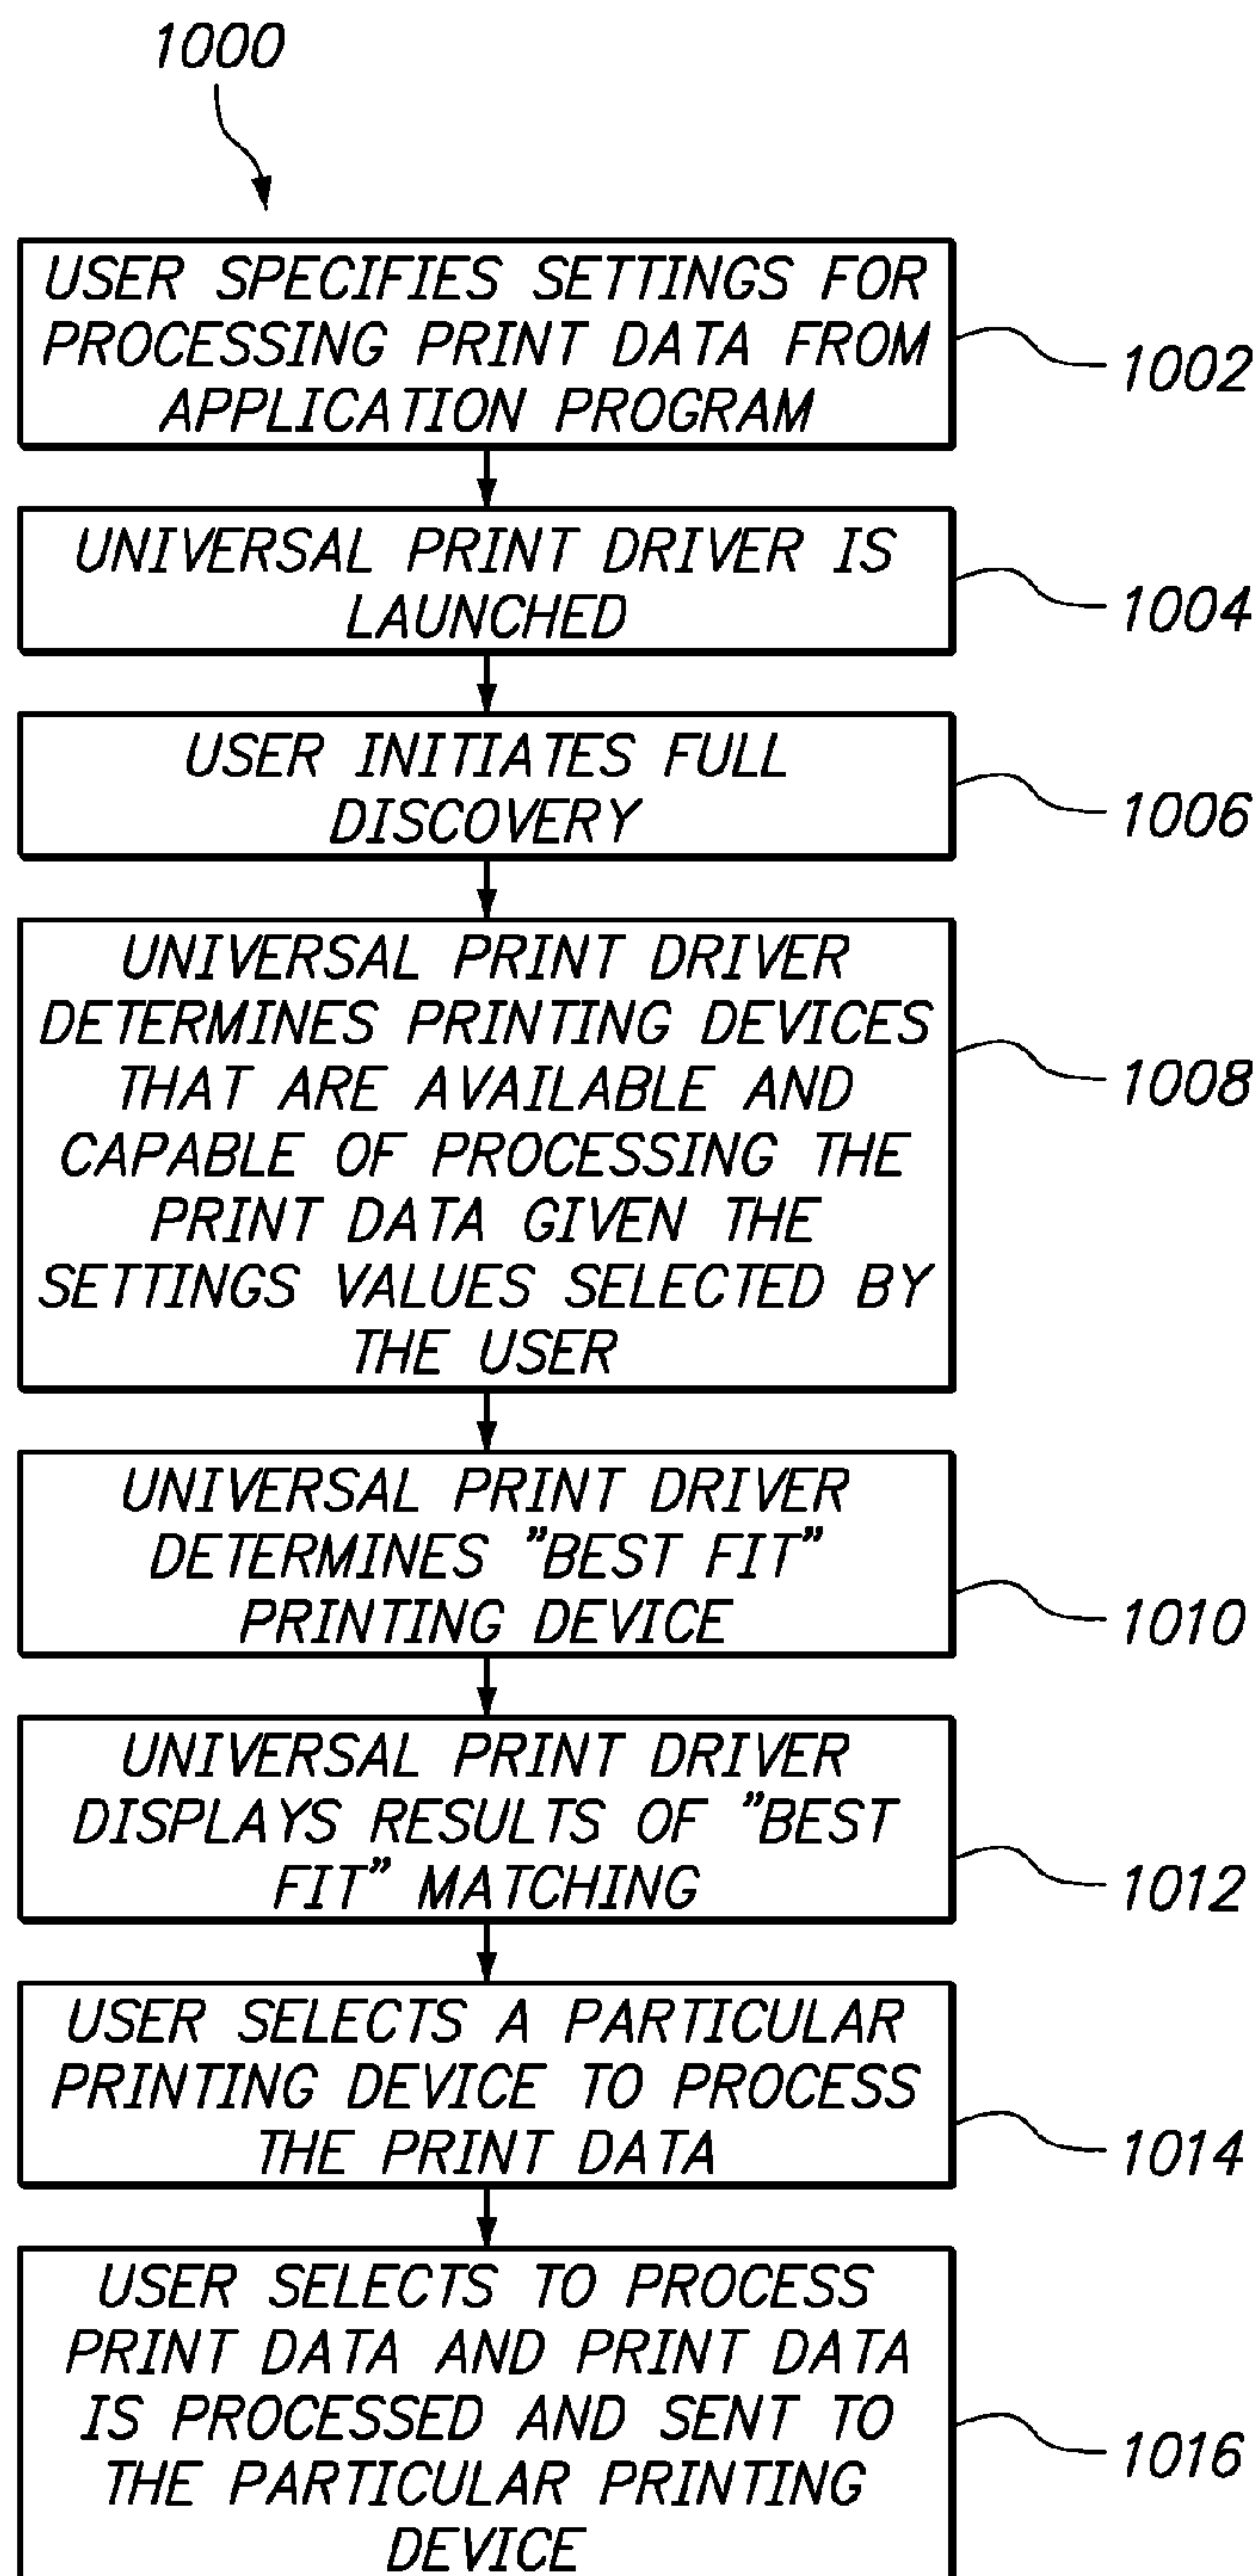 1000
USER SPECIFIES SETTINGS FOR
PROCESSING PRINT DATA FROM
APPLICATION PROGRAM
1002
UNIVERSAL PRINT DRIVER IS
LAUNCHED
1004
USER INITIATES FULL
DISCOVERY
1006
UNIVERSAL PRINT DRIVER
DETERMINES PRINTING DEVICES
THAT ARE AVAILABLE AND
CAPABLE OF PROCESSING THE
PRINT DATA GIVEN THE
SETTINGS VALUES SELECTED BY
THE USER
1008
UNIVERSAL PRINT DRIVER
DETERMINES "BEST FIT"
PRINTING DEVICE
1010
UNIVERSAL PRINT DRIVER
DISPLAYS RESULTS OF "BEST
FIT" MATCHING
1012
USER SELECTS A PARTICULAR
PRINTING DEVICE TO PROCESS
THE PRINT DATA
1014
USER SELECTS TO PROCESS
PRINT DATA AND PRINT DATA
IS PROCESSED AND SENT TO
THE PARTICULAR PRINTING
DEVICE
1016